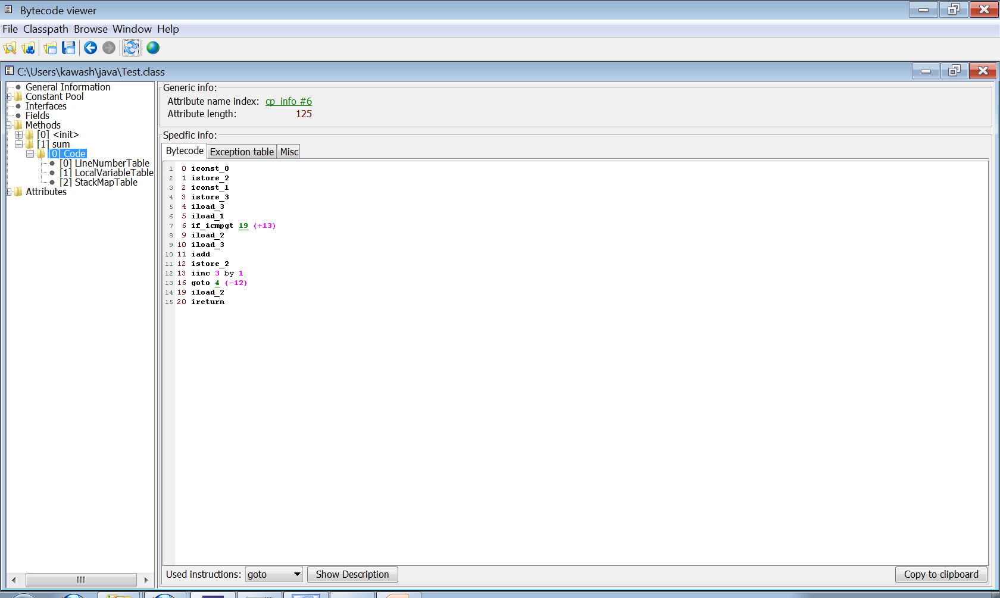 Bytecode viewer
File Classpath Browse Window Help
C:\Users\kawash\java\Test.class
General Information
Constant Pool
Interfaces
Fields
Methods
[0] <init>
[1] sum
[0] Code
[0] LineNumberTable
[1] LocalVariableTable
[2] StackMapTable
Attributes
Generic info:
Attribute name index: cp_info #6
Attribute length: 125
Specific info:
Bytecode Exception table Misc
1 0 iconst_0
2 1 istore_2
3 2 iconst_1
4 3 istore_3
5 4 iload_3
6 5 iload_1
7 6 if_icmpgt 19 (+13)
8 9 iload_2
9 10 iload_3
10 11 iadd
11 12 istore_2
12 13 iinc 3 by 1
13 16 goto 4 (-12)
14 19 iload_2
15 20 ireturn
Used instructions: goto Show Description Copy to clipboard